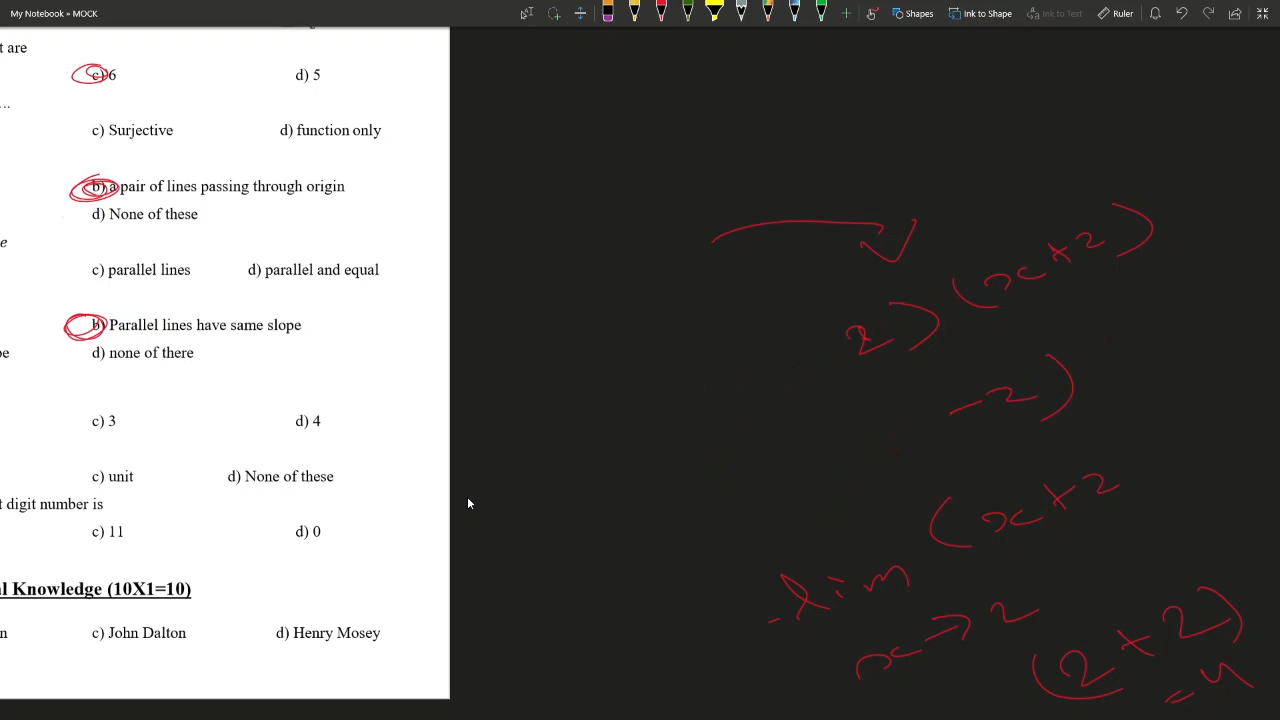 My Notebook » MOCK
Shapes
Ink to Shape
Ink to Text
Ruler
t are
c) 6 d) 5
...
c) Surjective d) function only
b) a pair of lines passing through origin
d) None of these
e
c) parallel lines d) parallel and equal
b) Parallel lines have same slope
pe d) none of there
c) 3 d) 4
c) unit d) None of these
t digit number is
c) 11 d) 0
al Knowledge (10X1=10)
n c) John Dalton d) Henry Mosey
2) (x+2)
-2)
(x+2
lim
x→2
(2+2)
=4